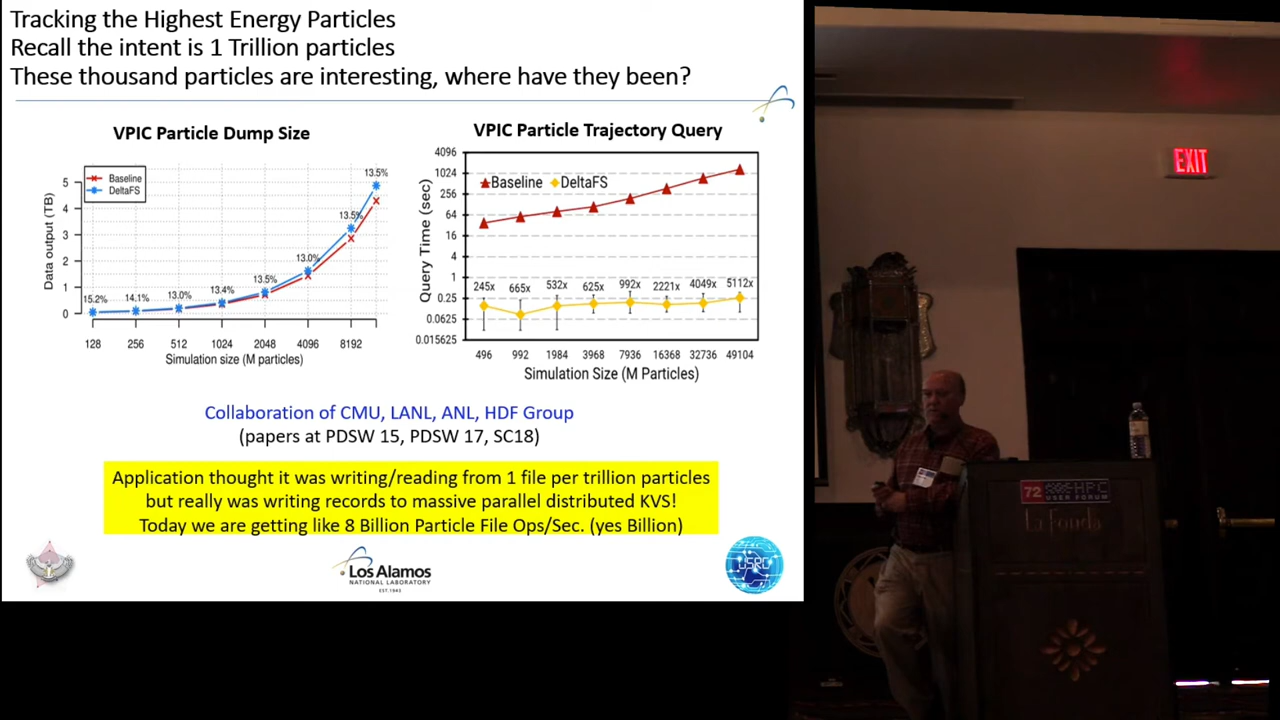 Tracking the Highest Energy Particles
Recall the intent is 1 Trillion particles
These thousand particles are interesting, where have they been?
VPIC Particle Dump Size
Data output (TB)
5
4
3
2
1
0
Baseline
DeltaFS
15.2%
14.1%
13.0%
13.4%
13.5%
13.0%
13.5%
13.5%
128
256
512
1024
2048
4096
8192
Simulation size (M particles)
VPIC Particle Trajectory Query
Query Time (sec)
4096
1024
256
64
16
4
1
0.25
0.0625
0.015625
Baseline
DeltaFS
245x
665x
532x
625x
992x
2221x
4049x
5112x
496
992
1984
3968
7936
16368
32736
49104
Simulation Size (M Particles)
Collaboration of CMU, LANL, ANL, HDF Group
(papers at PDSW 15, PDSW 17, SC18)
Application thought it was writing/reading from 1 file per trillion particles
but really was writing records to massive parallel distributed KVS!
Today we are getting like 8 Billion Particle File Ops/Sec. (yes Billion)
Los Alamos
NATIONAL LABORATORY
EST.1943
USRC
EXIT
72
HPC
USER FORUM